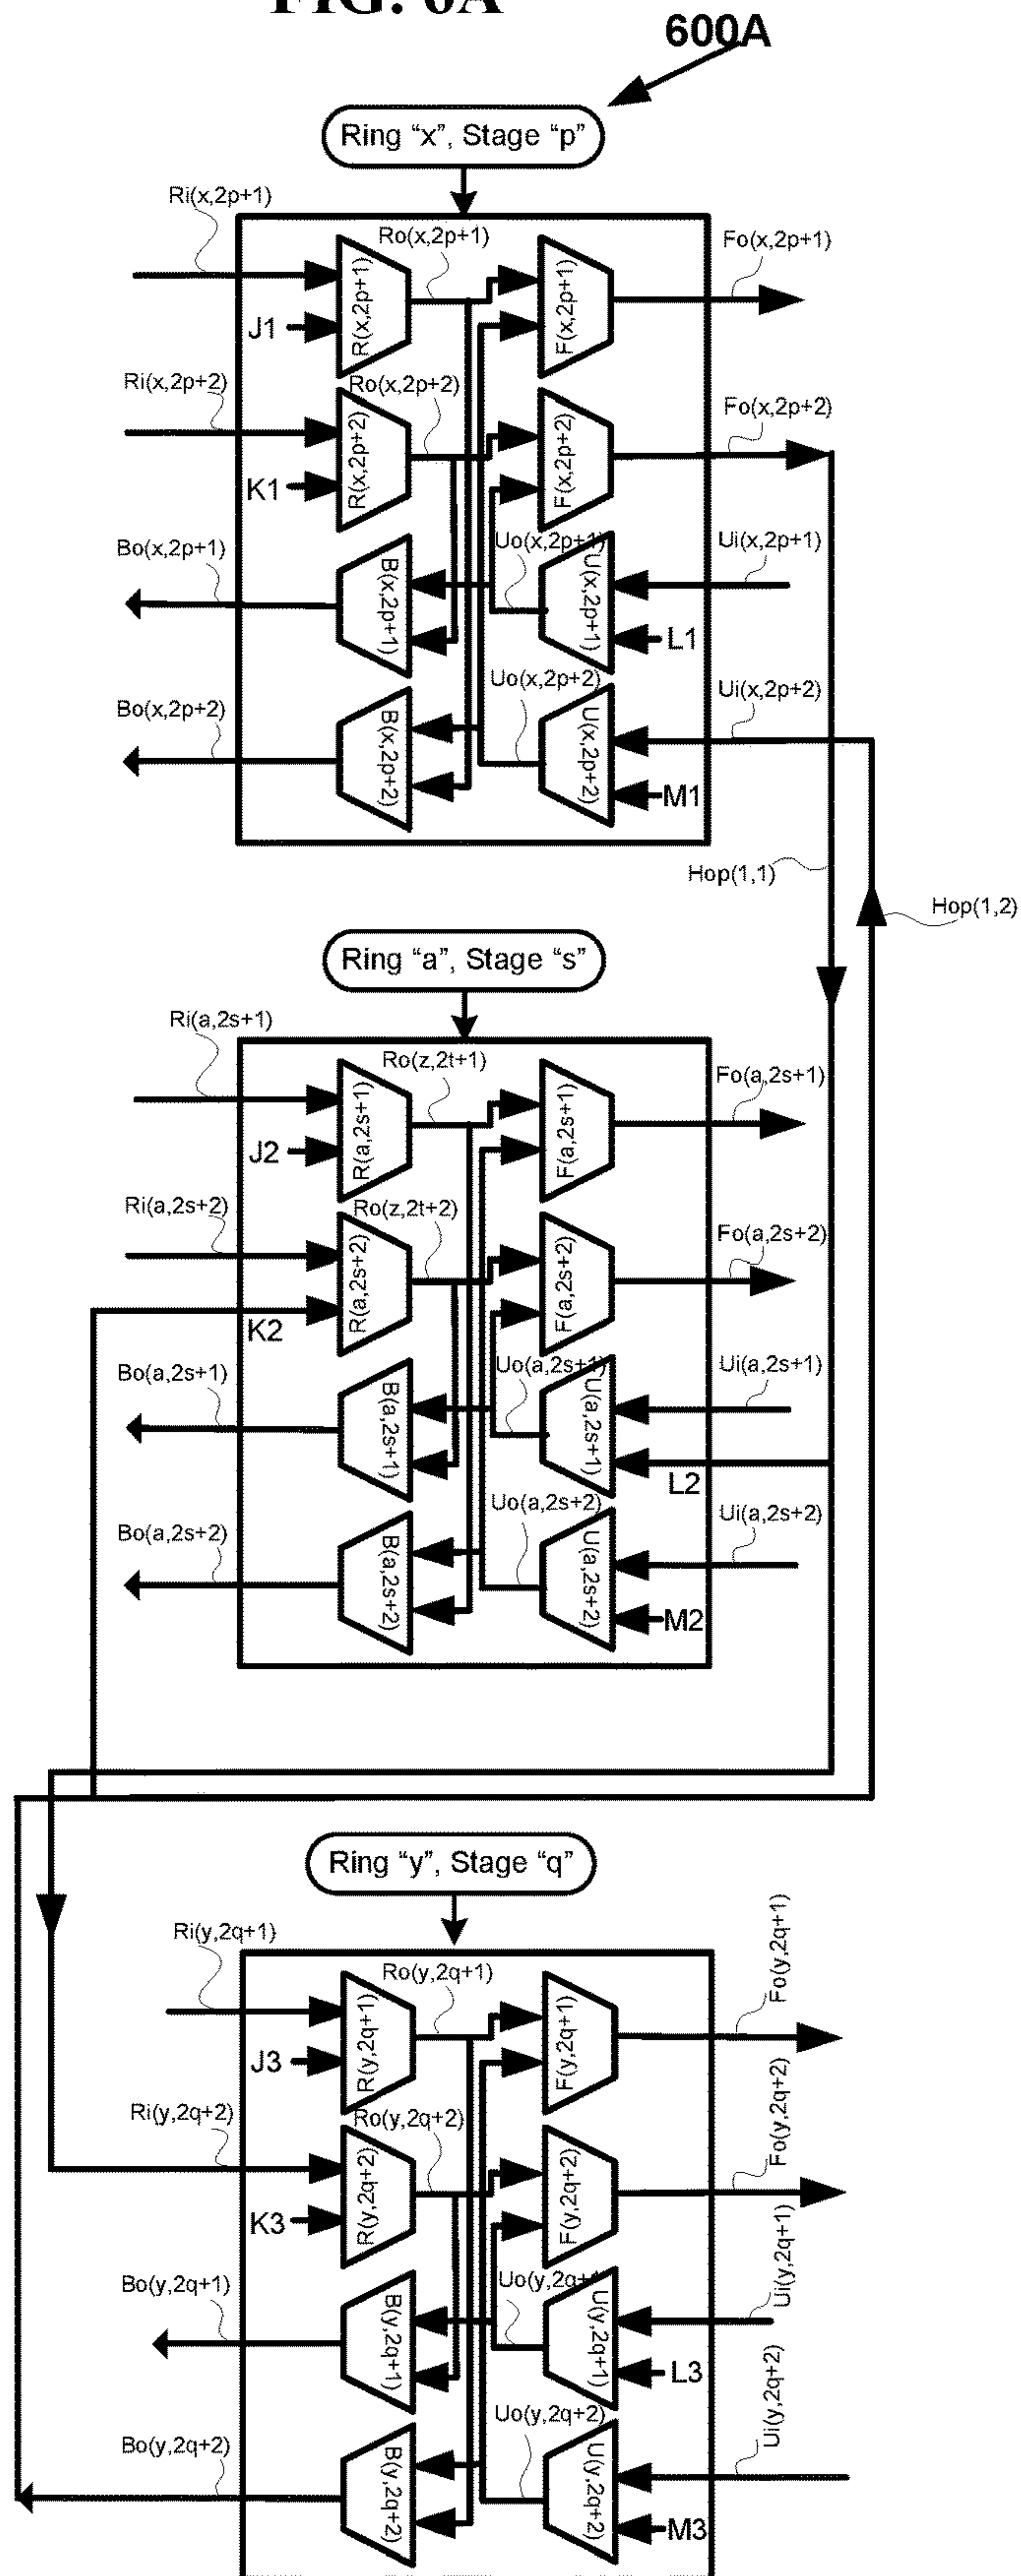 FIG. 6A
600A
Ring “x”, Stage “p”
Ri(x,2p+1)
Ro(x,2p+1)
Fo(x,2p+1)
R(x,2p+1)
F(x,2p+1)
J1
Ri(x,2p+2)
Ro(x,2p+2)
Fo(x,2p+2)
R(x,2p+2)
F(x,2p+2)
K1
Bo(x,2p+1)
Uo(x,2p+1)
Ui(x,2p+1)
B(x,2p+1)
U(x,2p+1)
L1
Bo(x,2p+2)
Uo(x,2p+2)
Ui(x,2p+2)
B(x,2p+2)
U(x,2p+2)
M1
Hop(1,1)
Hop(1,2)
Ring “a”, Stage “s”
Ri(a,2s+1)
Ro(z,2t+1)
Fo(a,2s+1)
R(a,2s+1)
F(a,2s+1)
J2
Ri(a,2s+2)
Ro(z,2t+2)
Fo(a,2s+2)
R(a,2s+2)
F(a,2s+2)
K2
Bo(a,2s+1)
Uo(a,2s+1)
Ui(a,2s+1)
B(a,2s+1)
U(a,2s+1)
L2
Bo(a,2s+2)
Uo(a,2s+2)
Ui(a,2s+2)
B(a,2s+2)
U(a,2s+2)
M2
Ring “y”, Stage “q”
Ri(y,2q+1)
Ro(y,2q+1)
Fo(y,2q+1)
R(y,2q+1)
F(y,2q+1)
J3
Ri(y,2q+2)
Ro(y,2q+2)
Fo(y,2q+2)
R(y,2q+2)
F(y,2q+2)
K3
Bo(y,2q+1)
Ui(y,2q+1)
B(y,2q+1)
U(y,2q+1)
L3
Bo(y,2q+2)
Uo(y,2q+2)
Ui(y,2q+2)
B(y,2q+2)
U(y,2q+2)
M3